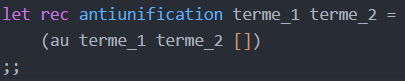 let rec antiunification terme_1 terme_2 =
    (au terme_1 terme_2 [])
;;